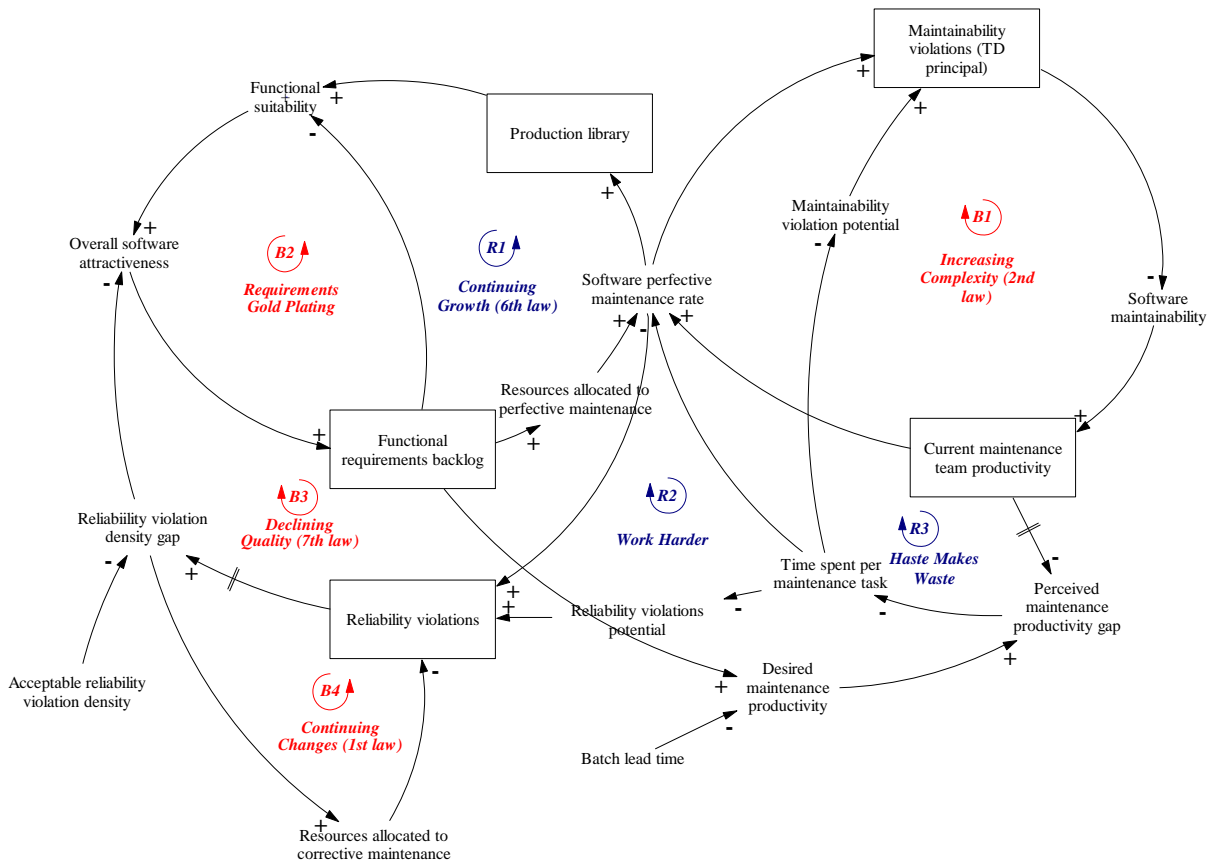 Maintainability
violations (TD
principal)
+
+
Functional
suitability
+
+
-
Production library
+
Maintainability
violation potential
-
B1
Increasing
Complexity (2nd
law)
-
Software
maintainability
+
Overall software
attractiveness
-
B2
Requirements
Gold Plating
R1
Continuing
Growth (6th law)
Software perfective
maintenance rate
+
-
+
Resources allocated to
perfective maintenance
+
+
Functional
requirements backlog
+
Current maintenance
team productivity
B3
Declining
Quality (7th law)
R2
Work Harder
R3
Haste Makes
Waste
Reliabiility violation
density gap
-
+
Time spent per
maintenance task
-
-
Perceived
maintenance
productivity gap
+
Reliability violations
+
+
-
Reliability violations
potential
-
Acceptable reliability
violation density
B4
Continuing
Changes (1st law)
Desired
maintenance
productivity
+
-
Batch lead time
+
Resources allocated to
corrective maintenance